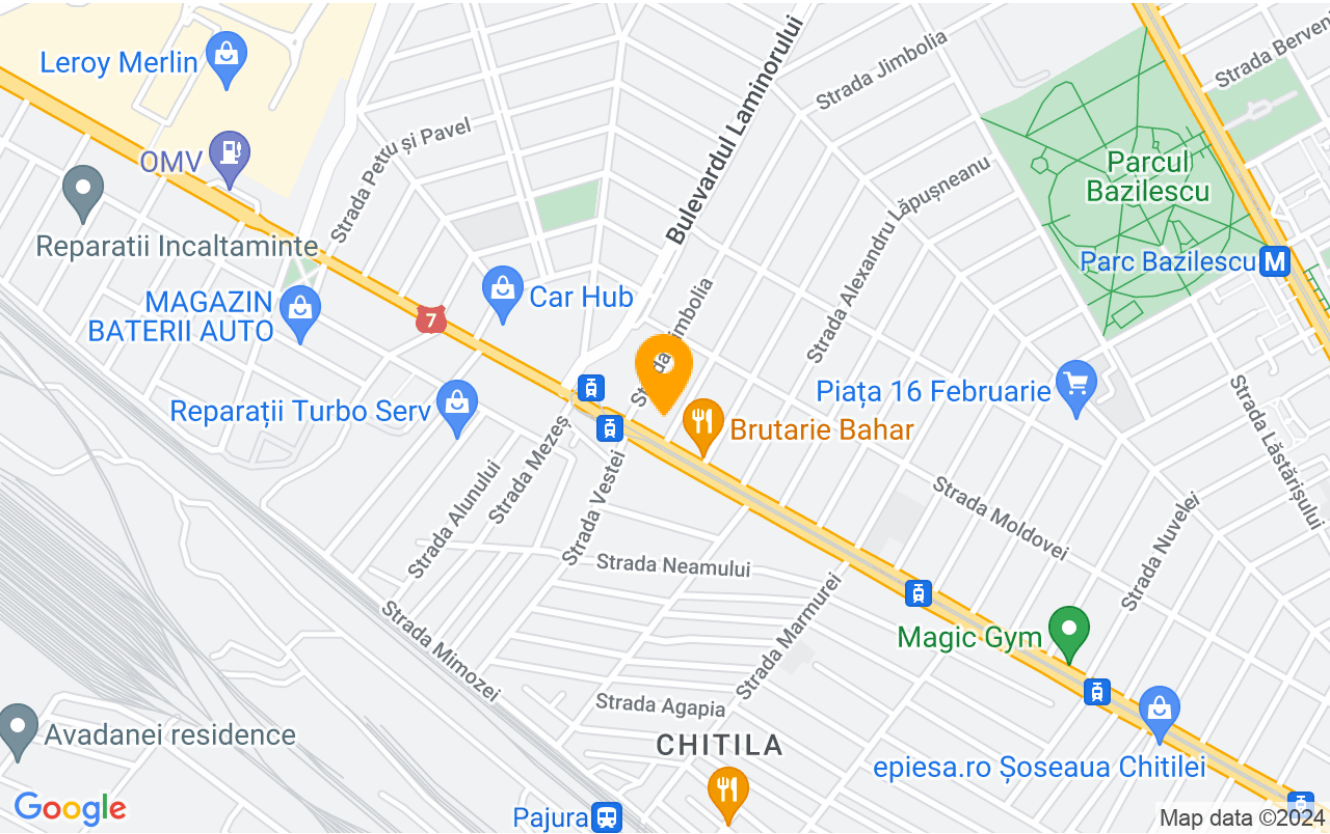 Leroy Merlin
OMV
Reparatii Incaltaminte
MAGAZIN
BATERII AUTO
Strada Petru și Pavel
Bulevardul Laminorului
Strada Jimbolia
Strada Berveni
Parcul
Bazilescu
Parc Bazilescu
M
Strada Alexandru Lăpușneanu
7
Car Hub
Strada Jimbolia
Piața 16 Februarie
Reparații Turbo Serv
Brutarie Bahar
Strada Lăstărișului
Strada Mezeș
Strada Alunului
Strada Vestei
Strada Moldovei
Strada Nuvelei
Strada Neamului
Strada Marmurei
Strada Mimozei
Magic Gym
Strada Agapia
Avadanei residence
CHITILA
epiesa.ro Șoseaua Chitilei
Google
Pajura
Map data ©2024